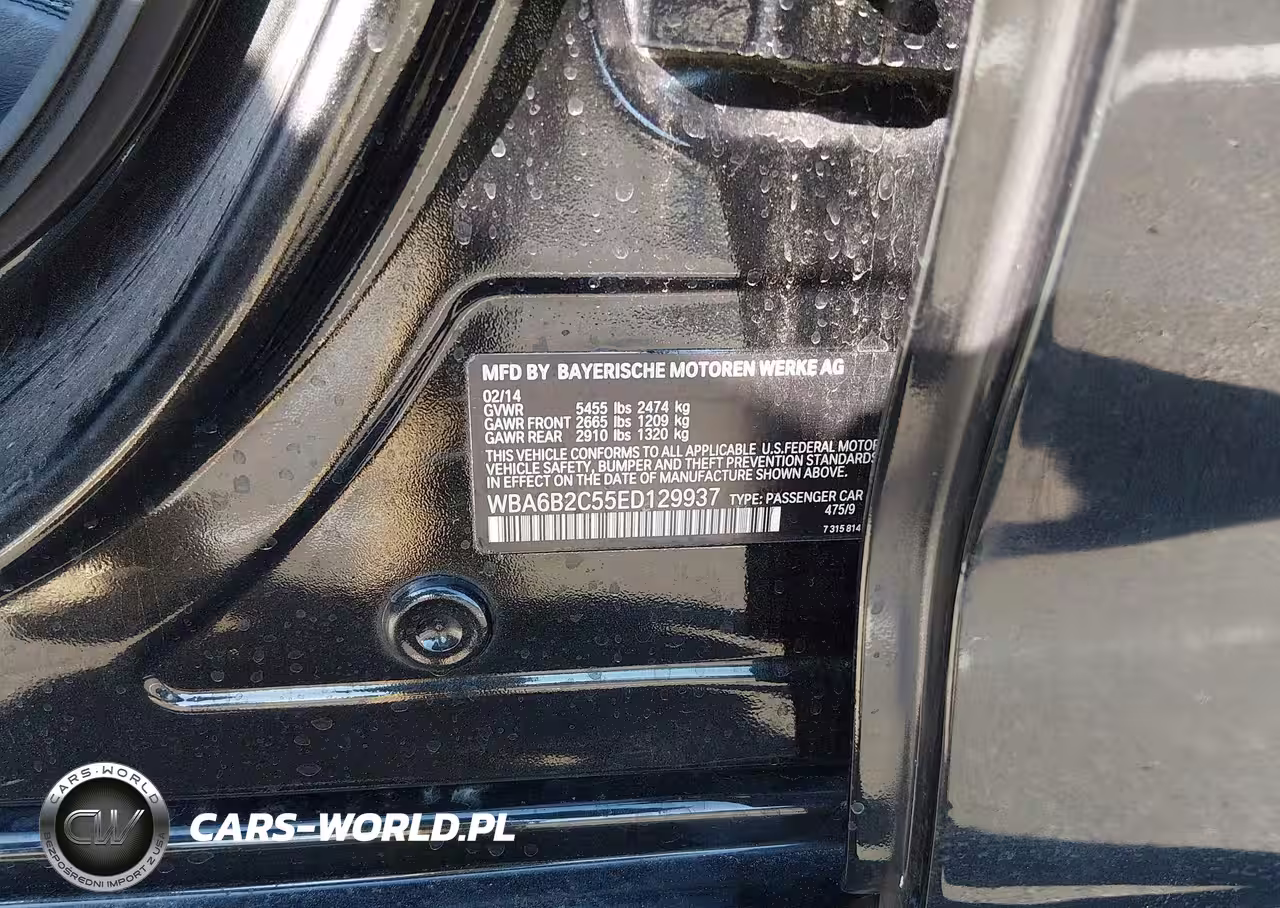 MFD BY BAYERISCHE MOTOREN WERKE AG
02/14
GVWR 5455 lbs 2474 kg
GAWR FRONT 2665 lbs 1209 kg
GAWR REAR 2910 lbs 1320 kg
THIS VEHICLE CONFORMS TO ALL APPLICABLE U.S.FEDERAL MOTOR
VEHICLE SAFETY, BUMPER AND THEFT PREVENTION STANDARDS
IN EFFECT ON THE DATE OF MANUFACTURE SHOWN ABOVE.
WBA6B2C55ED129937 TYPE: PASSENGER CAR
475/9
7 315 814
CARS-WORLD
CW
BEZPOŚREDNI IMPORT Z USA
CARS-WORLD.PL